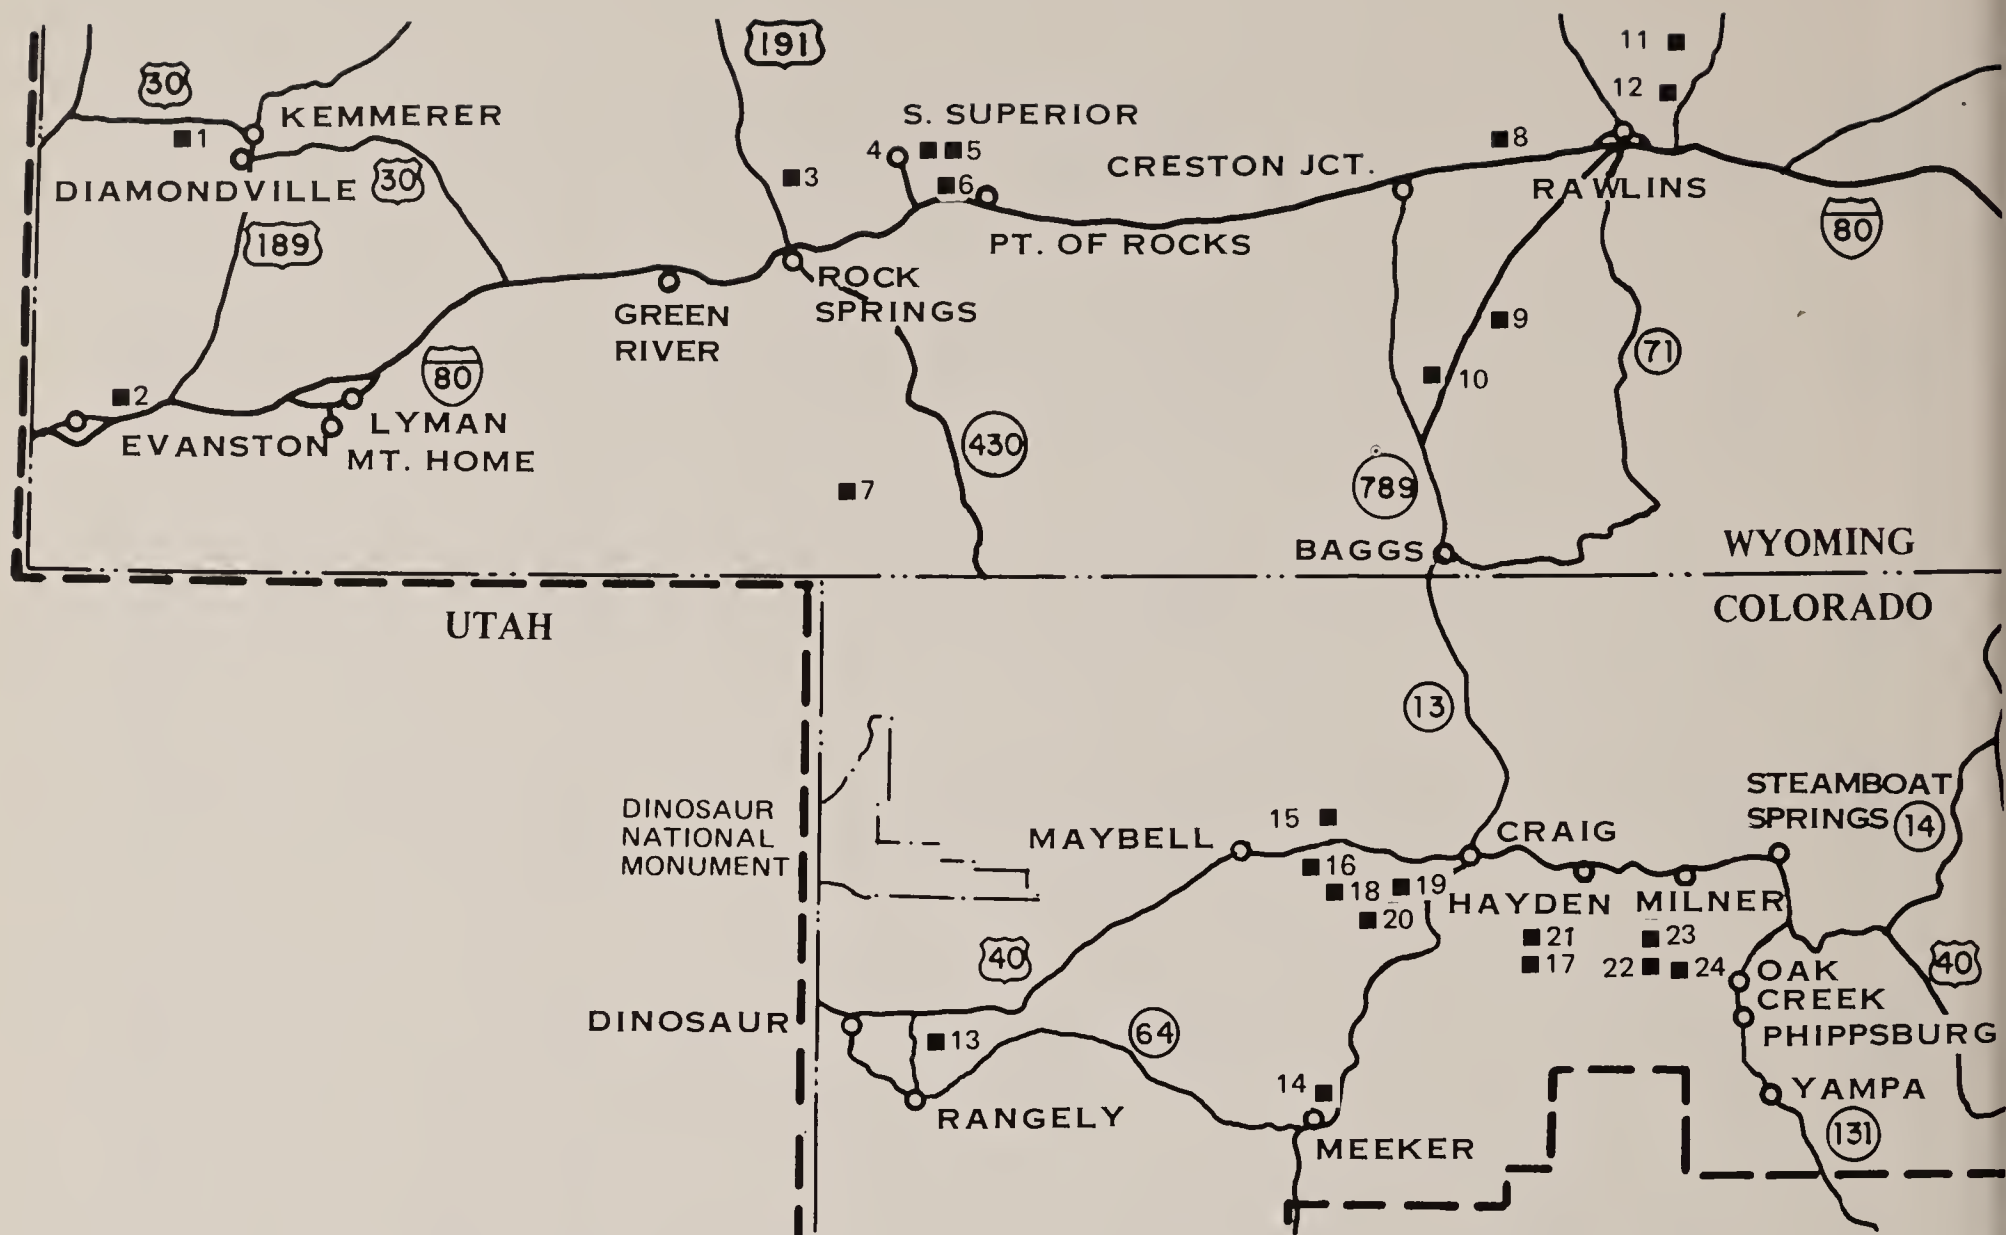 191
11
30
12
KEMMERER
S. SUPERIOR
1
4
5
8
CRESTON JCT.
3
6
DIAMONDVILLE
30
RAWLINS
189
PT. OF ROCKS
80
ROCK
SPRINGS
GREEN
RIVER
9
71
80
10
2
LYMAN
EVANSTON
MT. HOME
430
7
789
BAGGS
WYOMING
UTAH
COLORADO
13
STEAMBOAT
SPRINGS
14
DINOSAUR
NATIONAL
MONUMENT
15
MAYBELL
CRAIG
16
18
19
HAYDEN
MILNER
20
21
23
17
22
24
40
40
OAK
CREEK
DINOSAUR
13
64
PHIPPSBURG
14
YAMPA
RANGELY
131
MEEKER